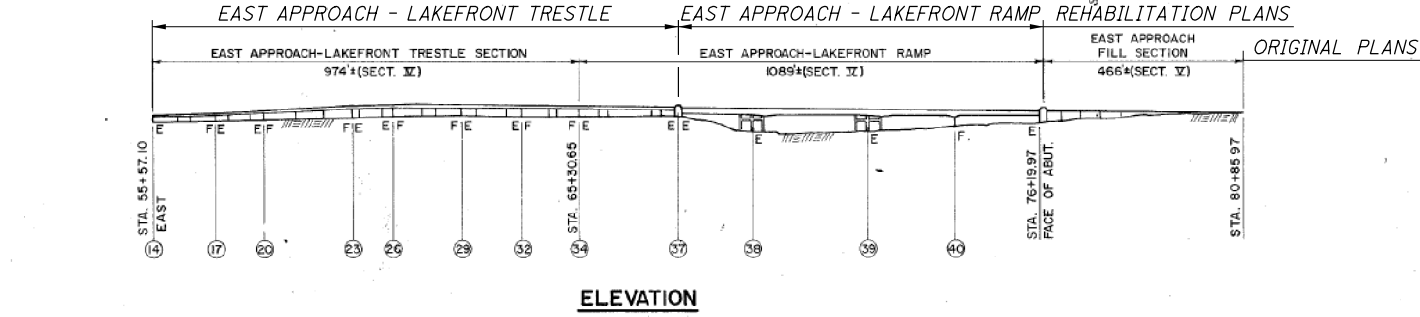 EAST APPROACH - LAKEFRONT TRESTLE EAST APPROACH - LAKEFRONT RAMP REHABILITATION PLANS
EAST APPROACH-LAKEFRONT TRESTLE SECTION EAST APPROACH-LAKEFRONT RAMP EAST APPROACH
FILL SECTION ORIGINAL PLANS
974'±(SECT. IV) 1089'±(SECT. IV) 466'±(SECT. V)
E F E E F F E E F F E E F F E E E E E F E
STA. 55+57.10
EAST
STA. 65+30.65
STA. 76+19.97
FACE OF ABUT.
STA. 80+85.97
14 17 20 23 26 29 32 34 37 38 39 40
ELEVATION